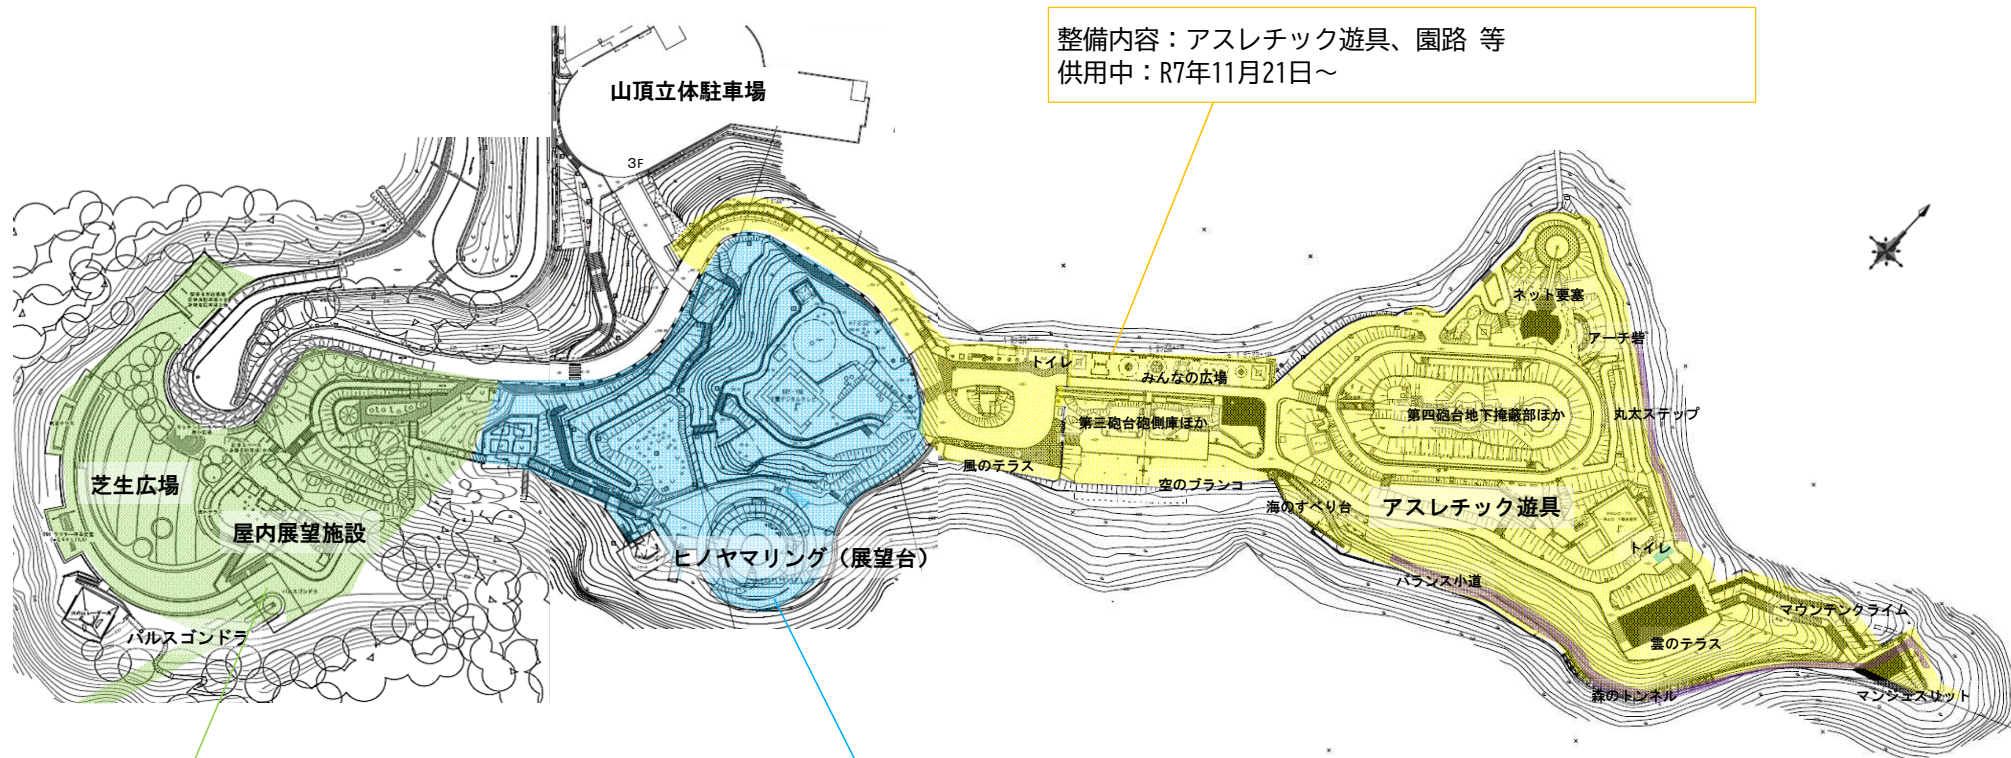 整備内容：アスレチック遊具、園路 等
供用中：R7年11月21日～
山頂立体駐車場
3F
ネット要塞
アーチ砦
トイレ
みんなの広場
第三砲台砲側庫ほか
第四砲台地下掩蔽部ほか
丸太ステップ
風のテラス
空のブランコ
海のすべり台
アスレチック遊具
芝生広場
屋内展望施設
ヒノヤマリング（展望台）
トイレ
バランス小道
マウンテンクライム
雲のテラス
パルスゴンドラ
森のトンネル
マンジェスリット